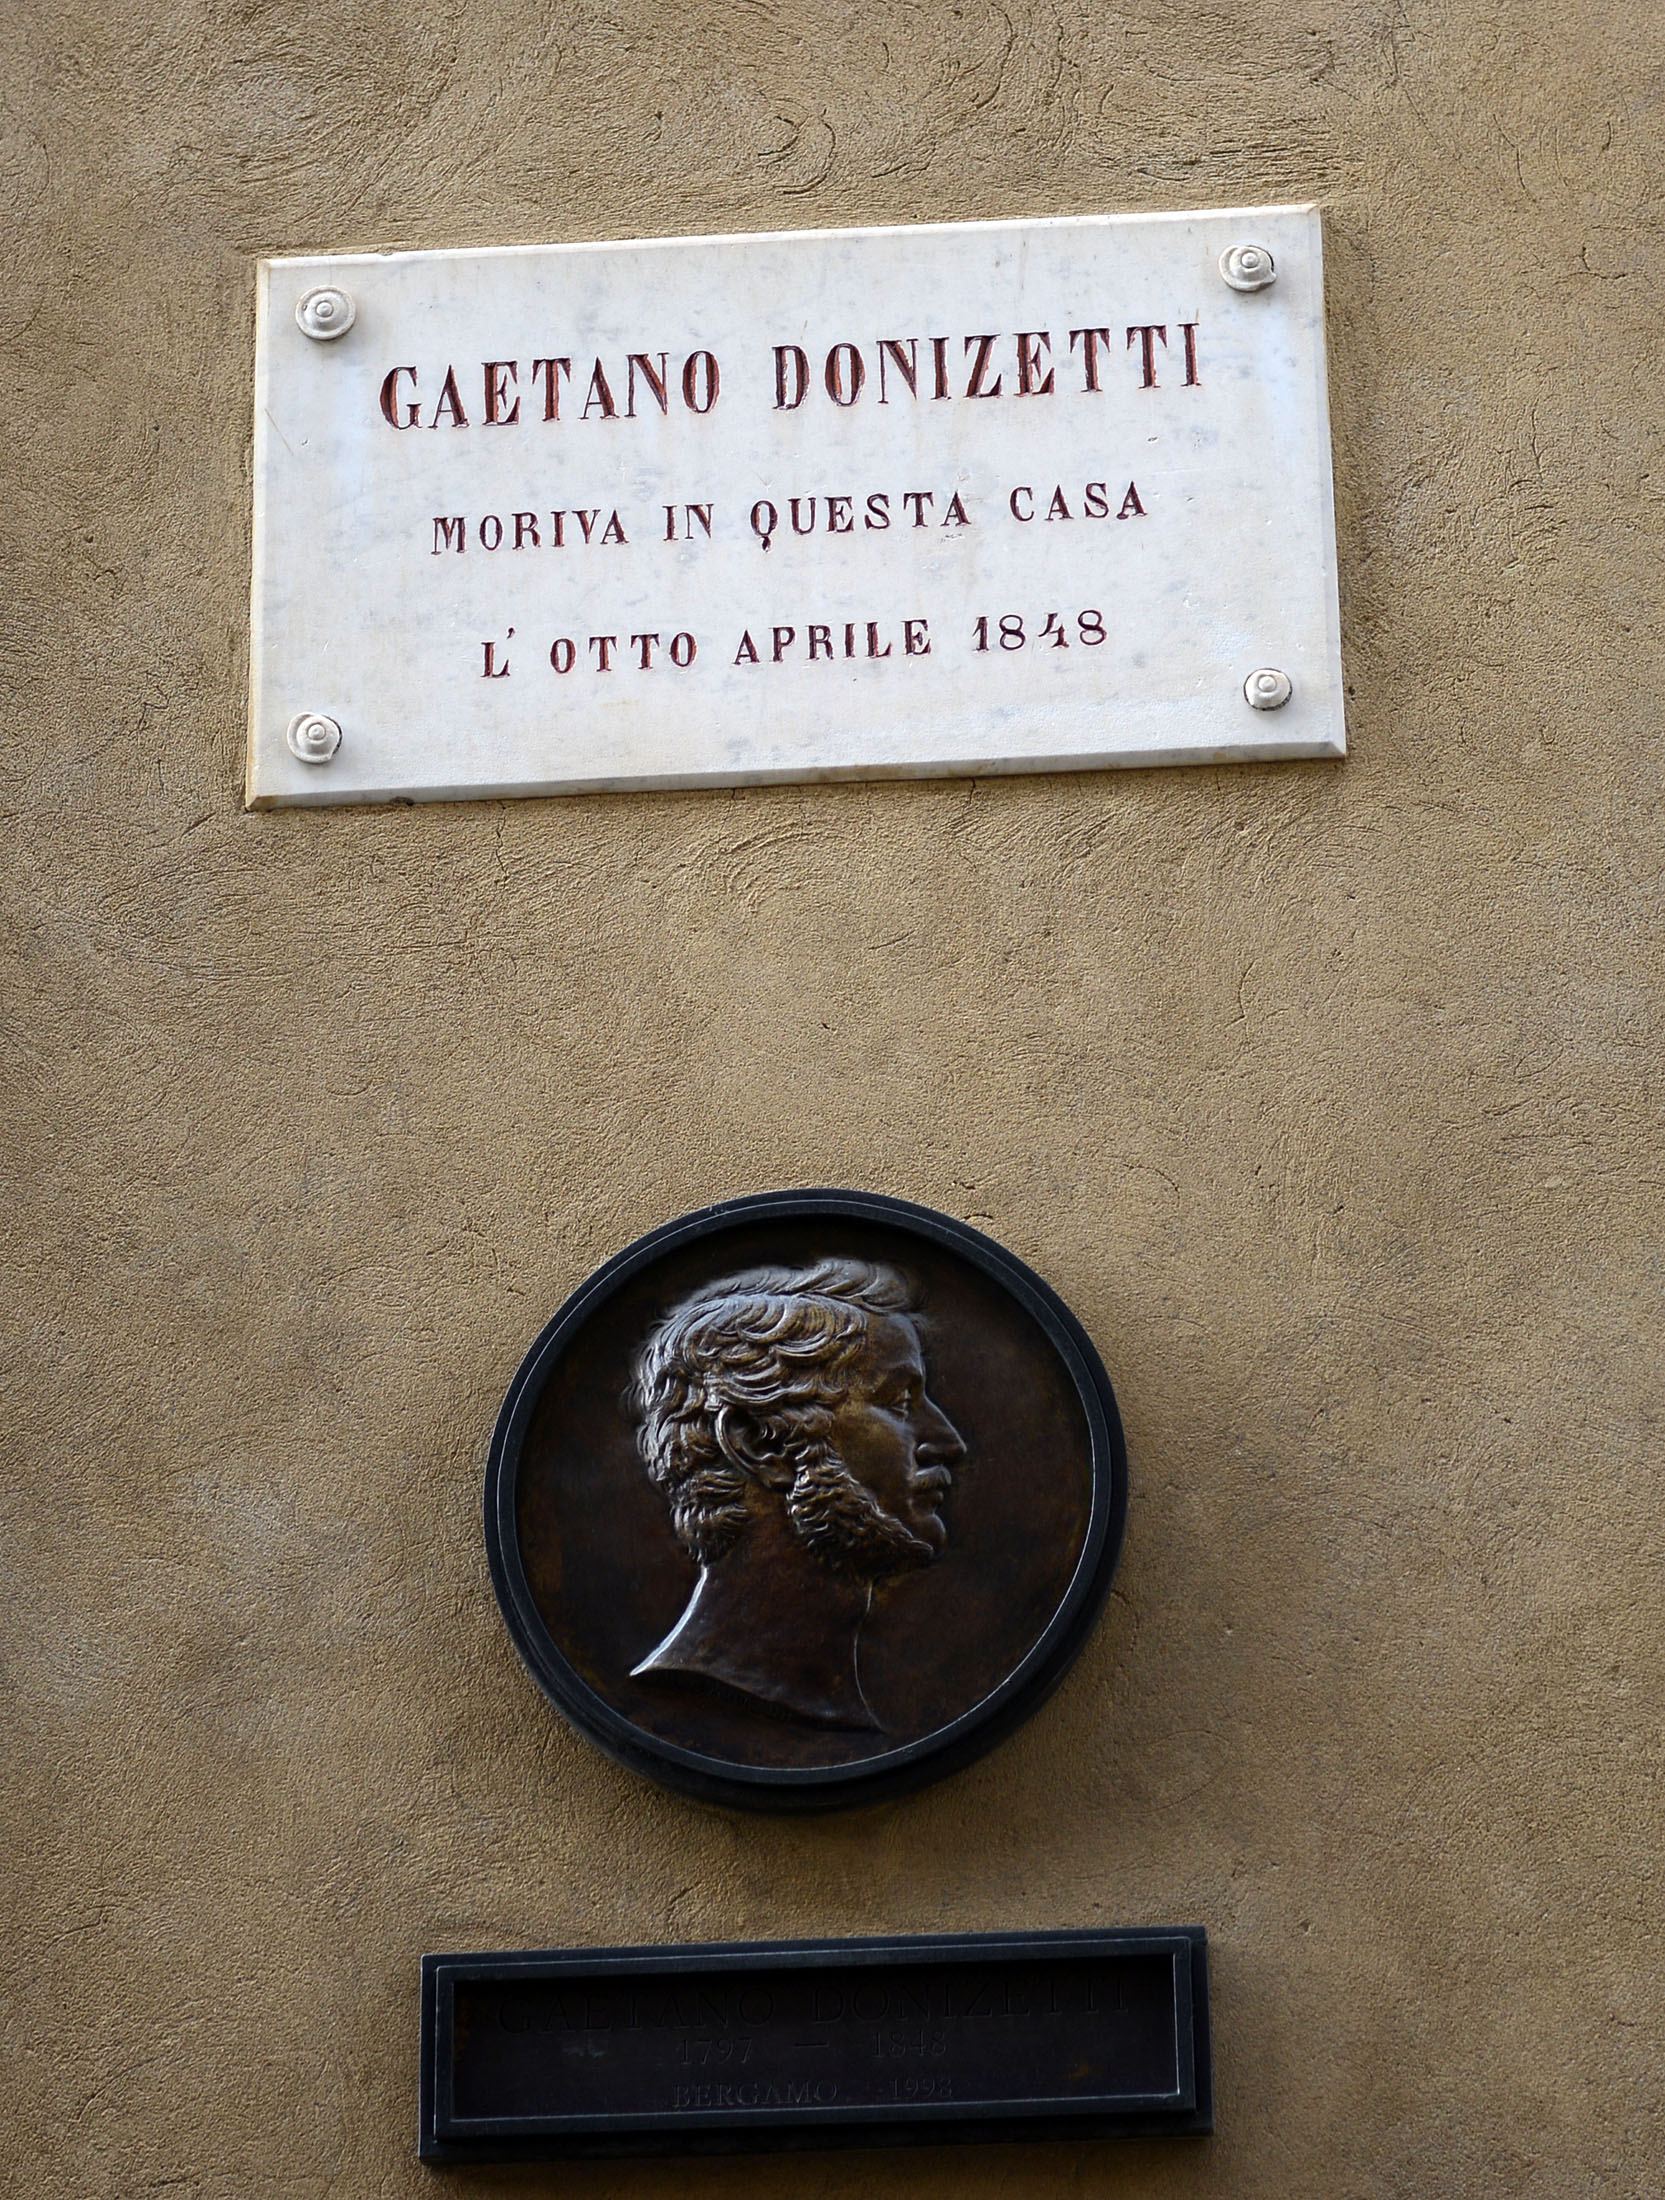 GAETANO DONIZETTI
MORIVA IN QUESTA CASA
L' OTTO APRILE 1848
GAETANO DONIZETTI
1797 — 1848
BERGAMO 1998